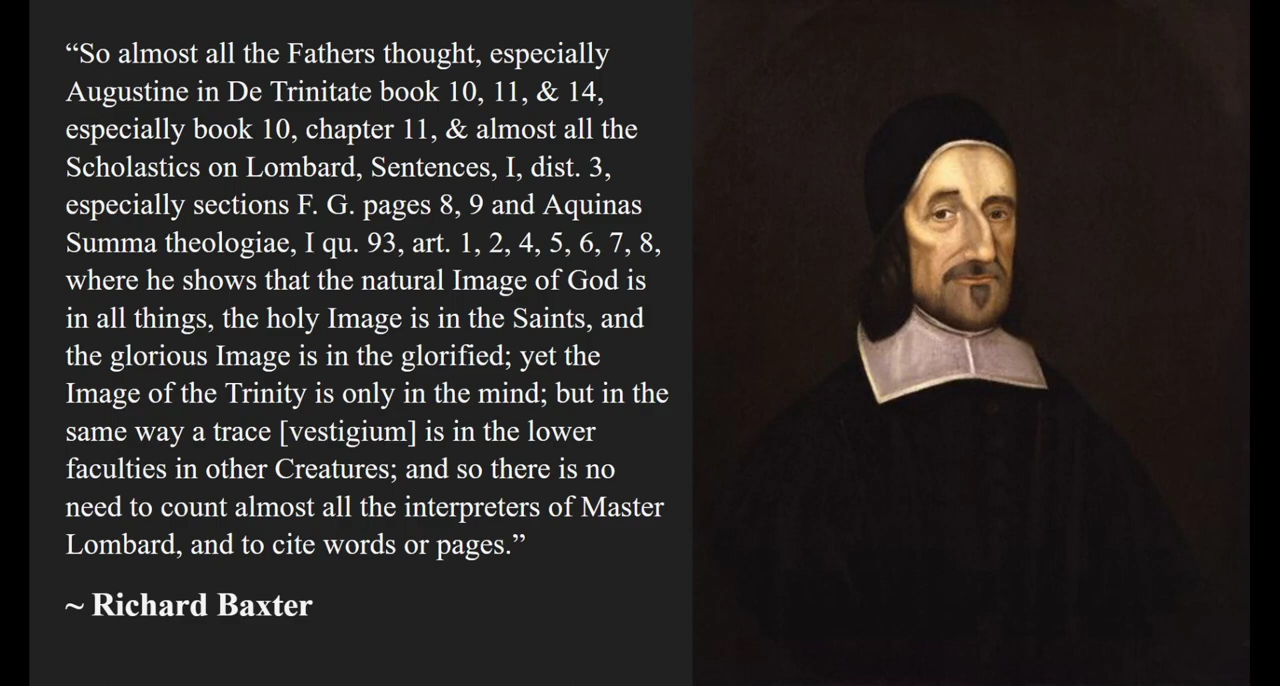 “So almost all the Fathers thought, especially
Augustine in De Trinitate book 10, 11, & 14,
especially book 10, chapter 11, & almost all the
Scholastics on Lombard, Sentences, I, dist. 3,
especially sections F. G. pages 8, 9 and Aquinas
Summa theologiae, I qu. 93, art. 1, 2, 4, 5, 6, 7, 8,
where he shows that the natural Image of God is
in all things, the holy Image is in the Saints, and
the glorious Image is in the glorified; yet the
Image of the Trinity is only in the mind; but in the
same way a trace [vestigium] is in the lower
faculties in other Creatures; and so there is no
need to count almost all the interpreters of Master
Lombard, and to cite words or pages.”
~ Richard Baxter